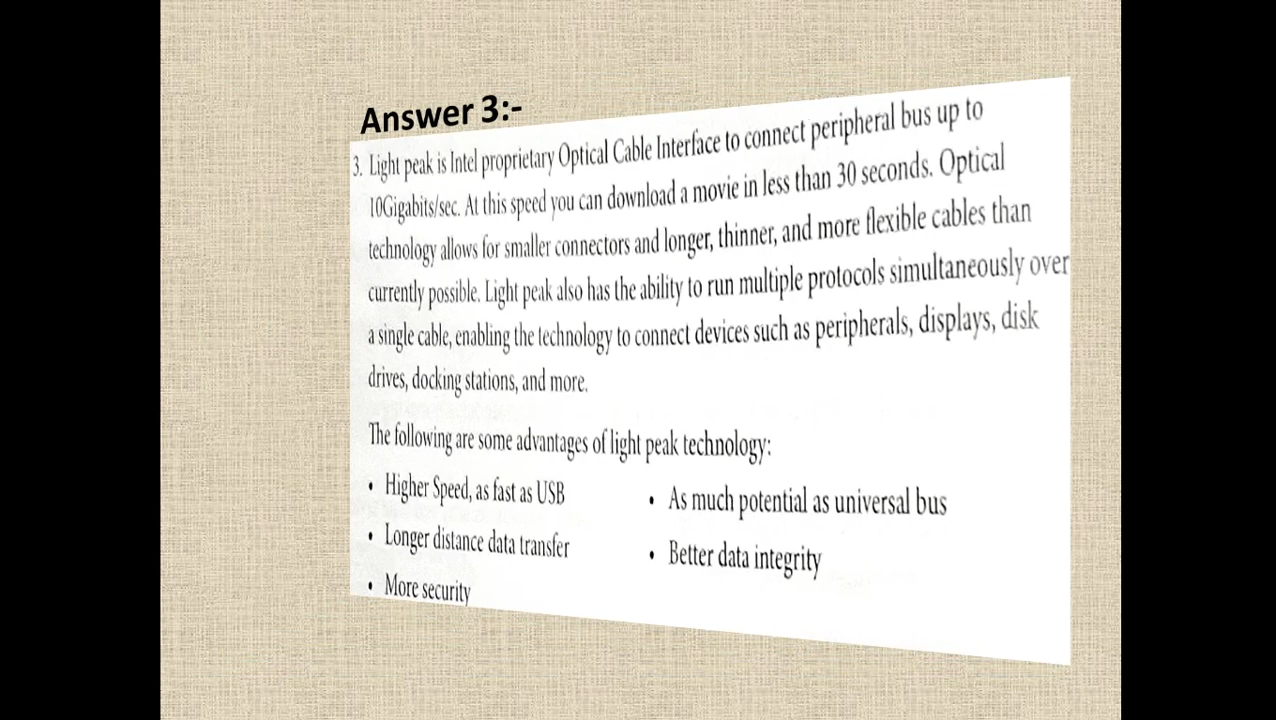 Answer 3:-
3. Light peak is Intel proprietary Optical Cable Interface to connect peripheral bus up to
10Gigabits/sec. At this speed you can download a movie in less than 30 seconds. Optical
technology allows for smaller connectors and longer, thinner, and more flexible cables than
currently possible. Light peak also has the ability to run multiple protocols simultaneously over
a single cable, enabling the technology to connect devices such as peripherals, displays, disk
drives, docking stations, and more.
The following are some advantages of light peak technology:
• Higher Speed, as fast as USB
• As much potential as universal bus
• Longer distance data transfer
• Better data integrity
• More security